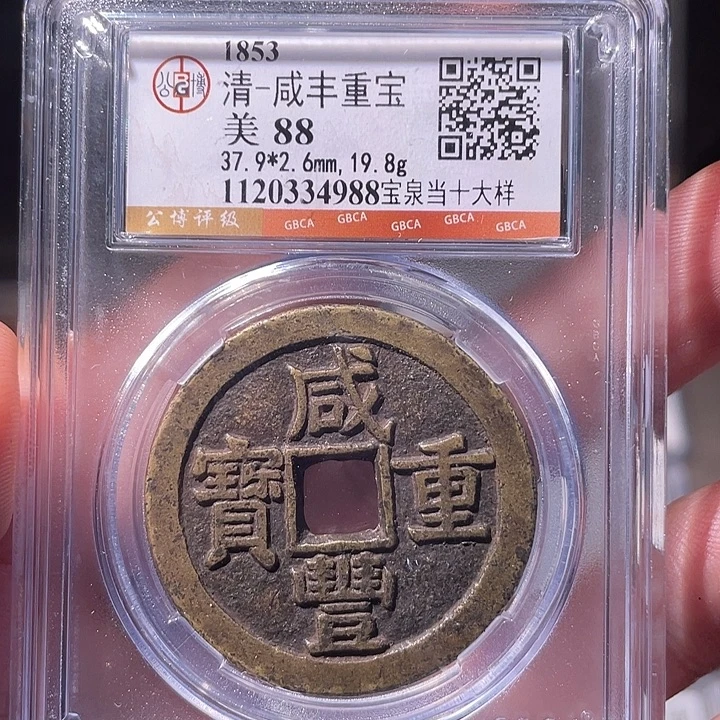 1853
公博
G
清-咸丰重宝
美 88
37.9*2.6mm,19.8g
1120334988宝泉当十大样
公博评级
GBCA GBCA GBCA GBCA GBCA
咸
寶 重
豐